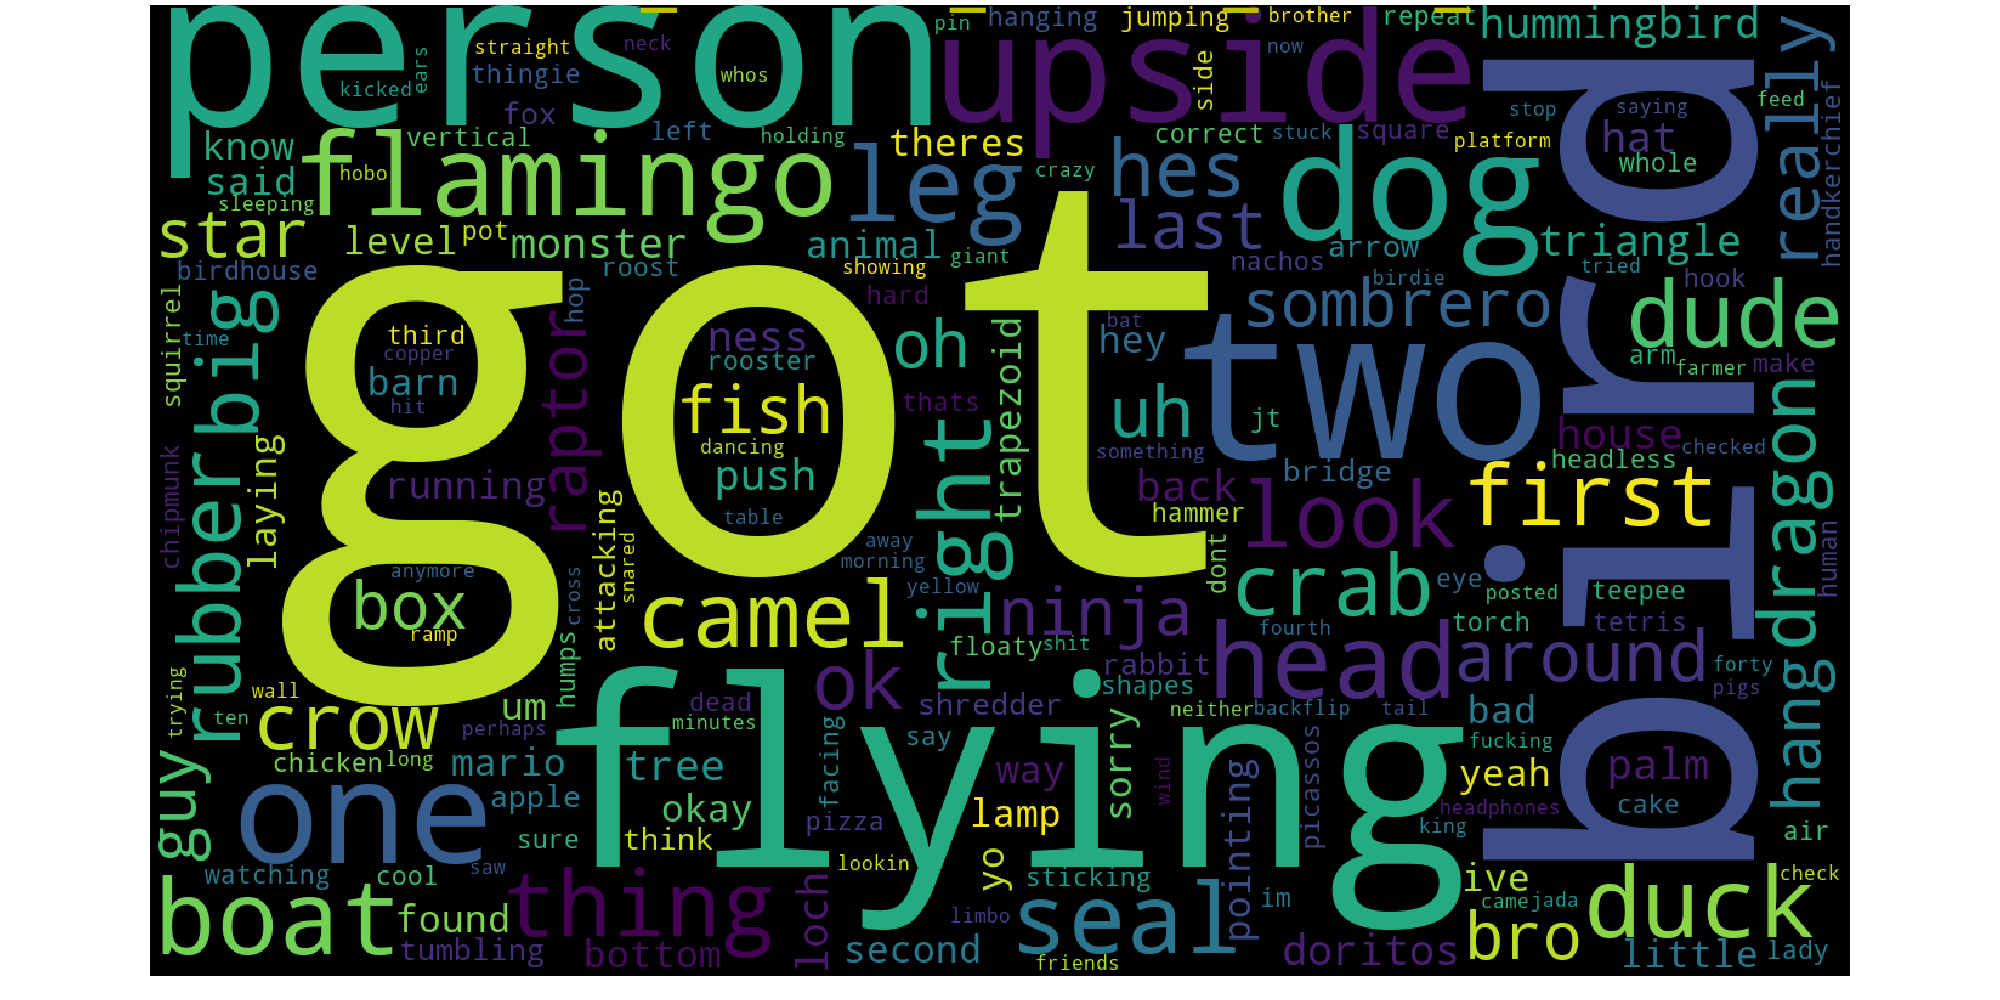 person
upside
pin
hanging
jumping
brother
repeat
hummingbird
really
straight
neck
ears
thingie
whos
kicked
fox
now
side
stop
saying
feed
handkerchief
vertical
left
holding
theres
correct
stuck
square
platform
hat
whole
know
flamingo
hobo
leg
crazy
hes
dog
bird
said
sleeping
star
level
pot
monster
animal
last
arrow
triangle
birdhouse
roost
showing
giant
nachos
birdie
tried
hook
squirrel
time
big
got
third
copper
barn
hit
hop
raptor
ness
rooster
hard
oh
trapezoid
bat
hey
sombrero
two
dude
arm
farmer
make
fish
thats
uh
jt
dancing
push
something
bridge
house
headless
checked
dragon
rubber
laying
chipmunk
running
table
right
back
look
first
attacking
snared
away
morning
hammer
dont
human
anymore
box
ramp
cross
yellow
camel
ninja
crab
eye
posted
teepee
torch
tetris
floaty
shit
fourth
humps
rabbit
shapes
head
around
forty
pigs
hang
trying
wall
ten
crow
um
perhaps
flying
dead
minutes
ok
shredder
neither
backflip
tail
bad
fucking
guy
chicken
long
mario
tree
facing
say
way
sorry
picassos
yeah
palm
one
apple
okay
pizza
lamp
pointing
wind
headphones
cake
king
air
sure
think
saw
lookin
yo
watching
cool
sticking
im
ive
came
jada
duck
check
boat
found
thing
loch
limbo
seal
bro
tumbling
bottom
second
friends
doritos
little
lady